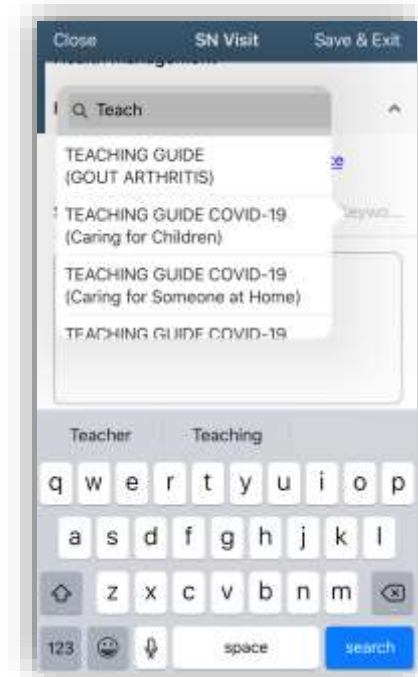 Close SN Visit Save & Exit
Teach
TEACHING GUIDE
(GOUT ARTHRITIS)
TEACHING GUIDE COVID-19
(Caring for Children)
TEACHING GUIDE COVID-19
(Caring for Someone at Home)
TEACHING GUIDE COVID-19
Teacher Teaching
q w e r t y u i o p
a s d f g h j k l
z x c v b n m
123 space search